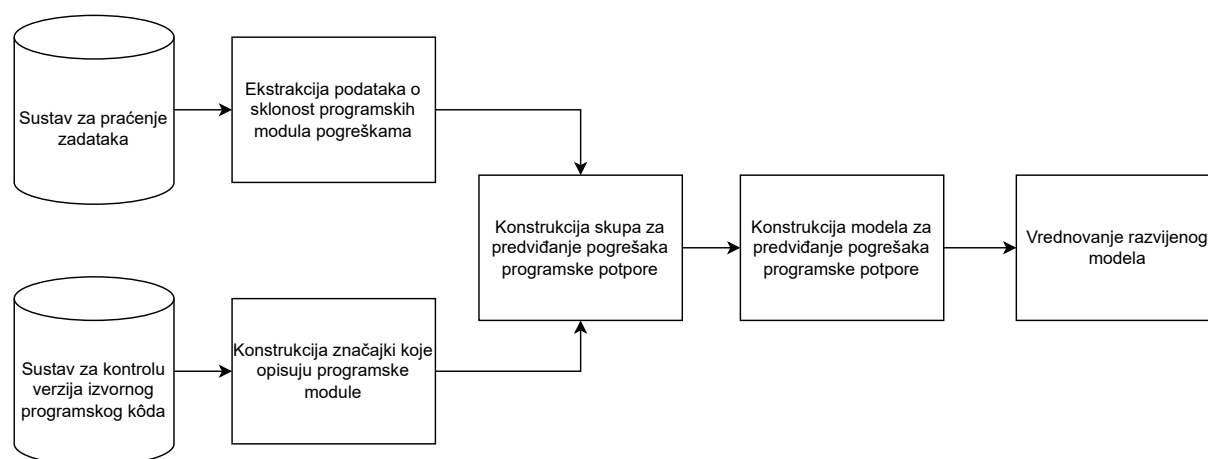 Sustav za praćenje
zadataka
Ekstrakcija podataka o
sklonost programskih
modula pogreškama
Sustav za kontrolu
verzija izvornog
programskog kôda
Konstrukcija značajki koje
opisuju programske
module
Konstrukcija skupa za
predviđanje pogrešaka
programske potpore
Konstrukcija modela za
predviđanje pogrešaka
programske potpore
Vrednovanje razvijenog
modela